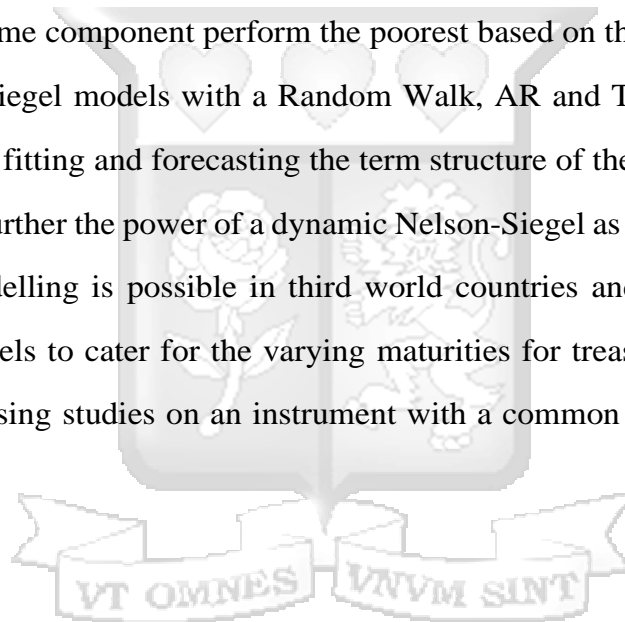 me component perform the poorest based on th
iegel models with a Random Walk, AR and T
fitting and forecasting the term structure of the
urther the power of a dynamic Nelson-Siegel as
delling is possible in third world countries and
els to cater for the varying maturities for treas
sing studies on an instrument with a common
VT OMNES VNVM SINT